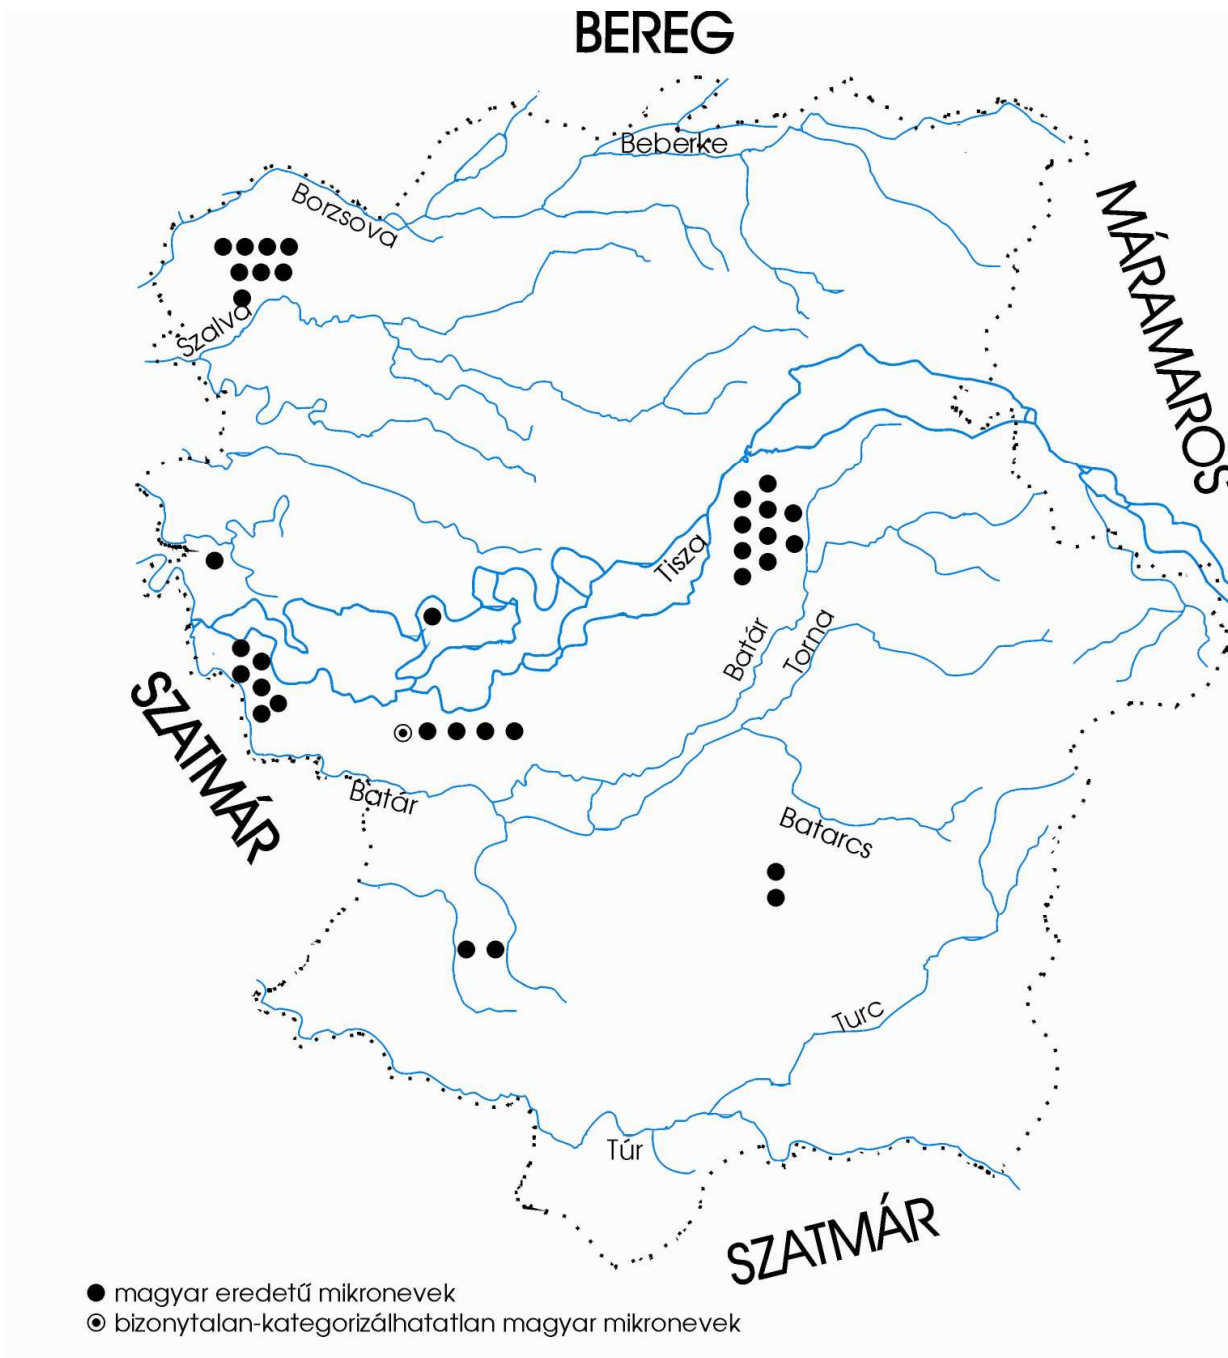 BEREG
Beberke
Borzsova
MÁRAMAROS
Szalva
Tisza
Batár
Torna
SZATMÁR
Batár
Batarcs
Turc
Túr
SZATMÁR
magyar eredetű mikronevek
bizonytalan-kategorizálhatatlan magyar mikronevek